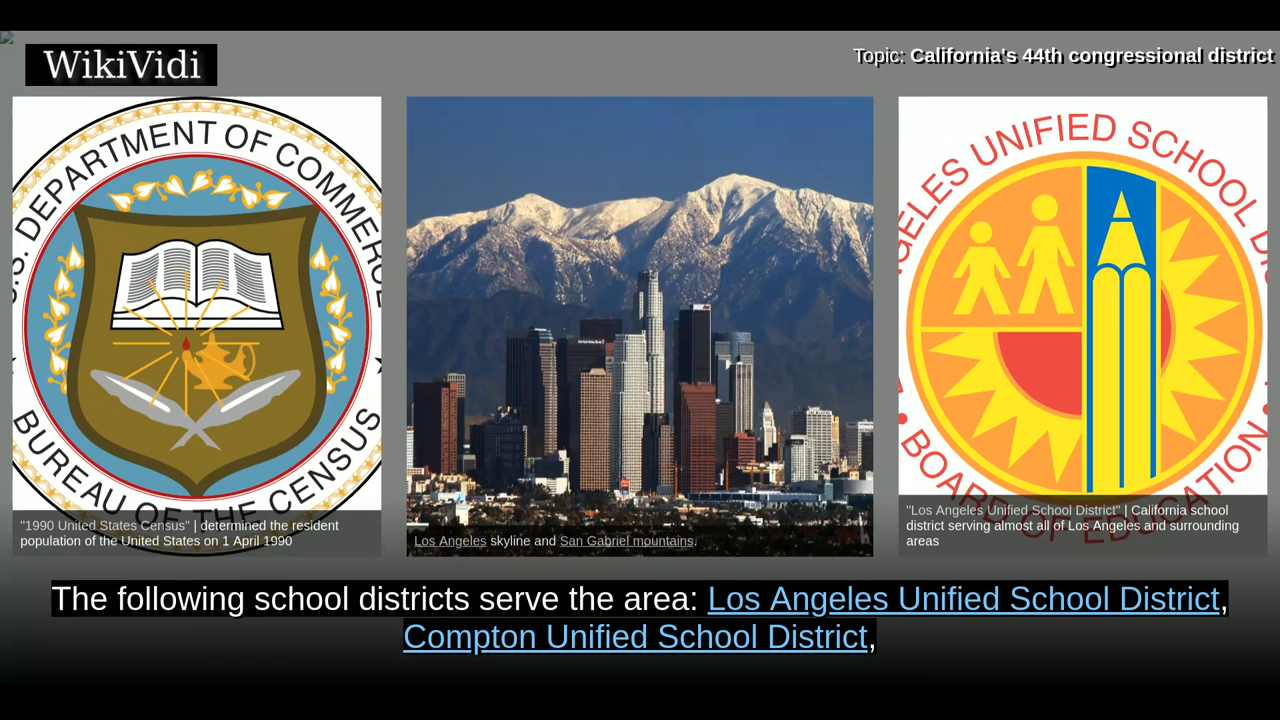 WikiVidi
Topic: California's 44th congressional district
U.S. DEPARTMENT OF COMMERCE
BUREAU OF THE CENSUS
"1990 United States Census" | determined the resident
population of the United States on 1 April 1990
Los Angeles skyline and San Gabriel mountains.
GELES UNIFIED SCHOOL DIS
BOARD OF EDUCATION
"Los Angeles Unified School District" | California school
district serving almost all of Los Angeles and surrounding
areas
The following school districts serve the area: Los Angeles Unified School District,
Compton Unified School District,